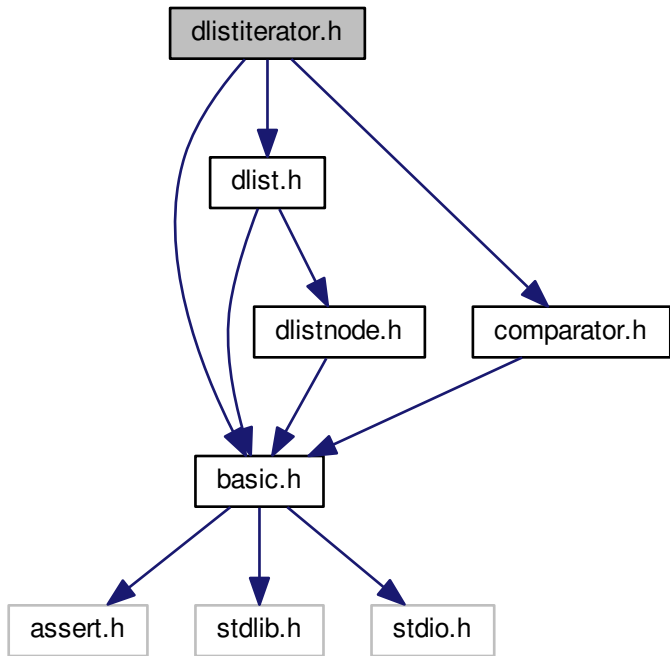 dlistiterator.h
dlist.h
dlistnode.h
comparator.h
basic.h
assert.h
stdlib.h
stdio.h